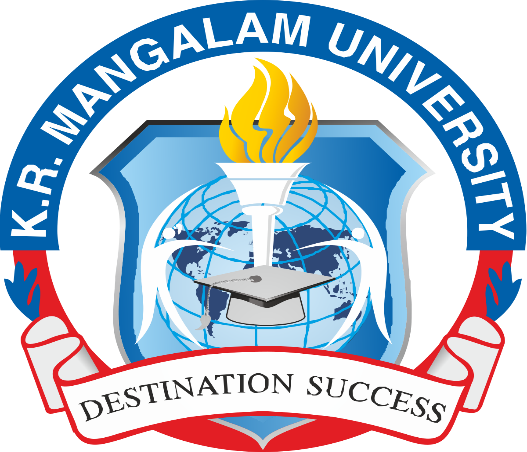 K.R. MANGALAM UNIVERSITY
DESTINATION SUCCESS